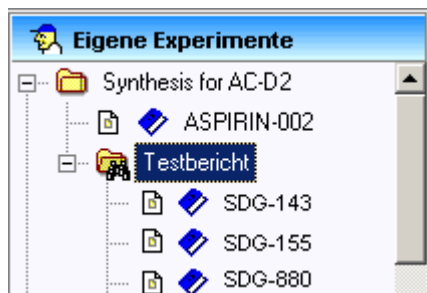 Eigene Experimente
Synthesis for AC-D2
ASPIRIN-002
Testbericht
SDG-143
SDG-155
SDG-880